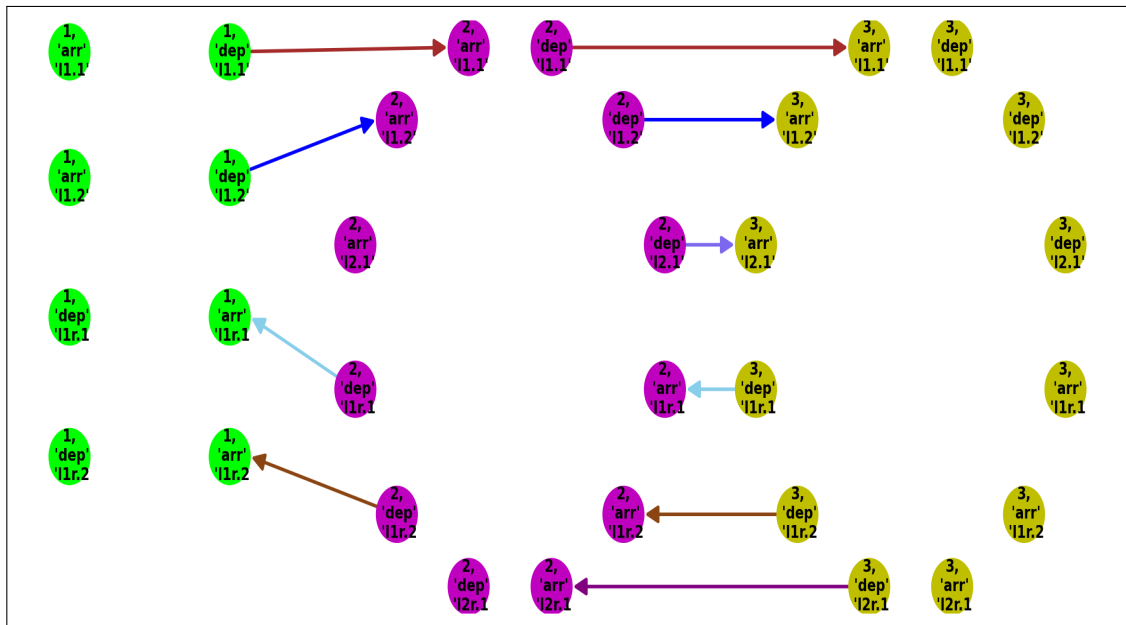 1,
'arr'
'l1.1'
1,
'dep'
'l1.1'
2,
'arr'
'l1.1'
2,
'dep'
'l1.1'
3,
'arr'
'l1.1'
3,
'dep'
'l1.1'
2,
'arr'
'l1.2'
2,
'dep'
'l1.2'
3,
'arr'
'l1.2'
3,
'dep'
'l1.2'
1,
'arr'
'l1.2'
1,
'dep'
'l1.2'
2,
'arr'
'l2.1'
2,
'dep'
'l2.1'
3,
'arr'
'l2.1'
3,
'dep'
'l2.1'
1,
'dep'
'l1r.1
1,
'arr'
'l1r.1
2,
'dep'
'l1r.1
2,
'arr'
'l1r.1
3,
'dep'
'l1r.1
3,
'arr'
'l1r.1
1,
'dep'
'l1r.2
1,
'arr'
'l1r.2
2,
'dep'
'l1r.2
2,
'arr'
'l1r.2
3,
'dep'
'l1r.2
3,
'arr'
'l1r.2
2,
'dep'
'l2r.1
2,
'arr'
'l2r.1
3,
'dep'
'l2r.1
3,
'arr'
'l2r.1